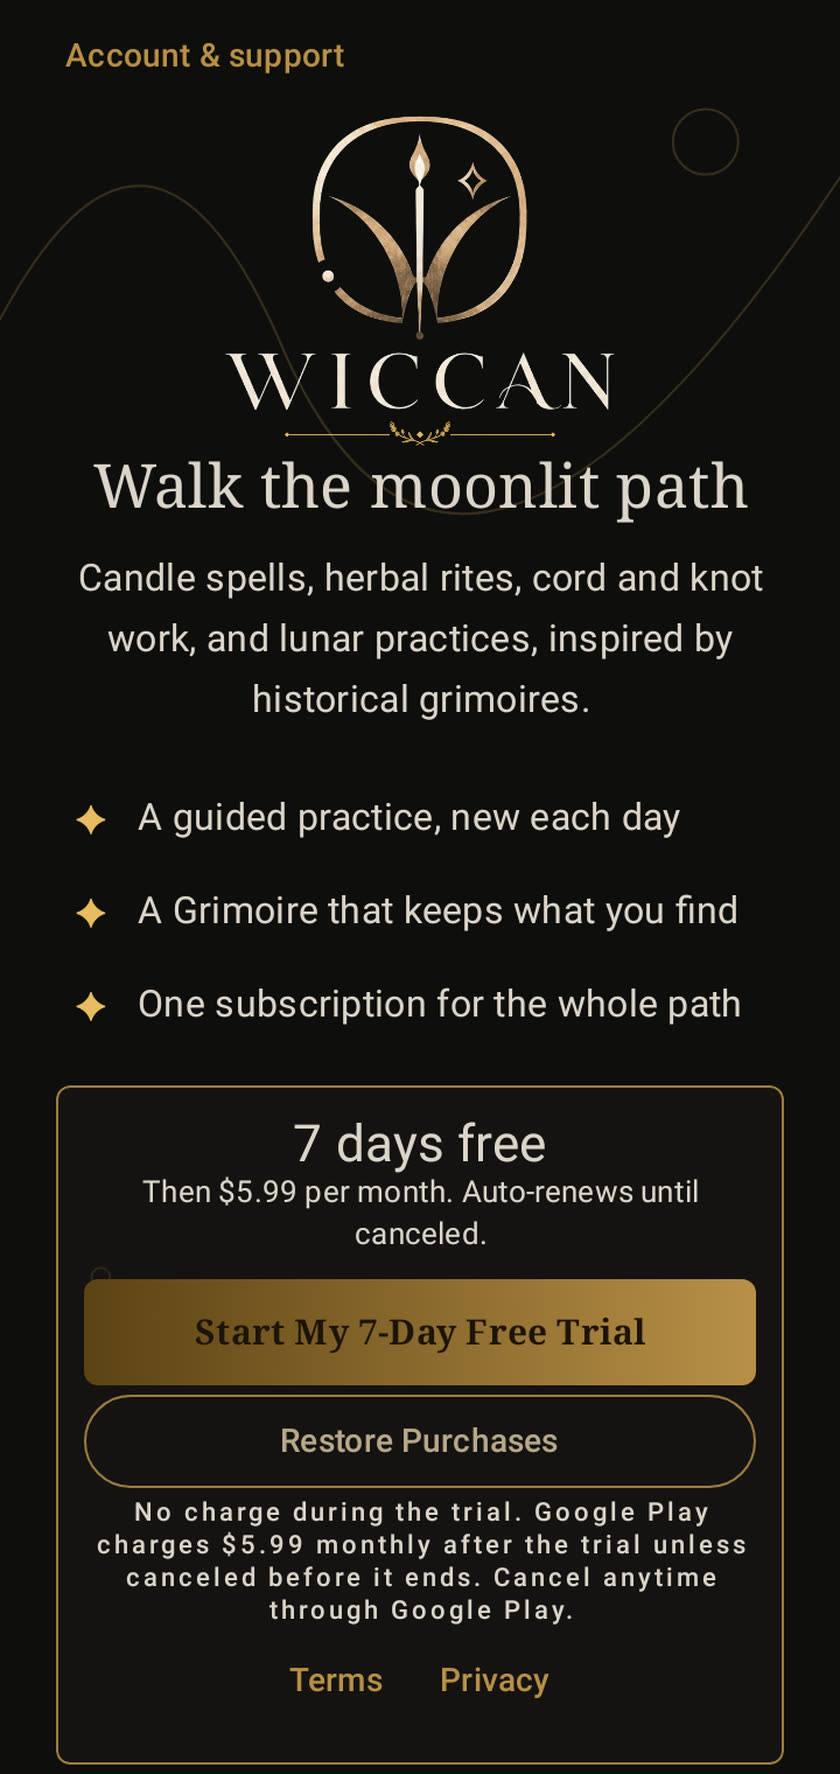 Account & support
WICCAN
Walk the moonlit path
Candle spells, herbal rites, cord and knot
work, and lunar practices, inspired by
historical grimoires.
A guided practice, new each day
A Grimoire that keeps what you find
One subscription for the whole path
7 days free
Then $5.99 per month. Auto-renews until
canceled.
Start My 7-Day Free Trial
Restore Purchases
No charge during the trial. Google Play
charges $5.99 monthly after the trial unless
canceled before it ends. Cancel anytime
through Google Play.
Terms Privacy